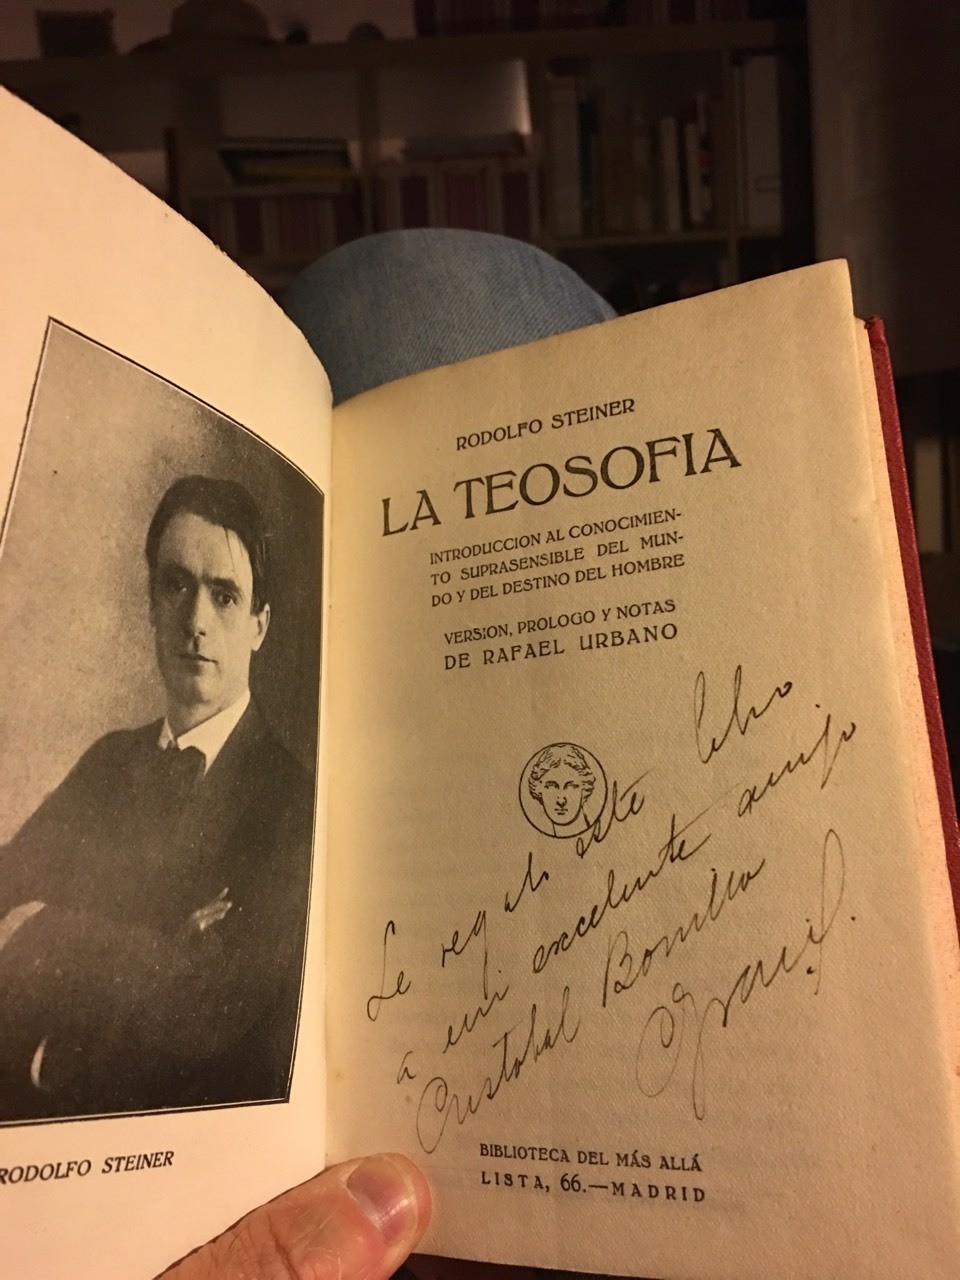 RODOLFO STEINER
RODOLFO STEINER
LA TEOSOFIA
INTRODUCCION AL CONOCIMIEN-
TO SUPRASENSIBLE DEL MUN-
DO Y DEL DESTINO DEL HOMBRE
VERSION, PROLOGO Y NOTAS
DE RAFAEL URBANO
Le regalo este libro
a mi excelente amigo
Cristobal
BIBLIOTECA DEL MÁS ALLÁ
LISTA, 66.—MADRID